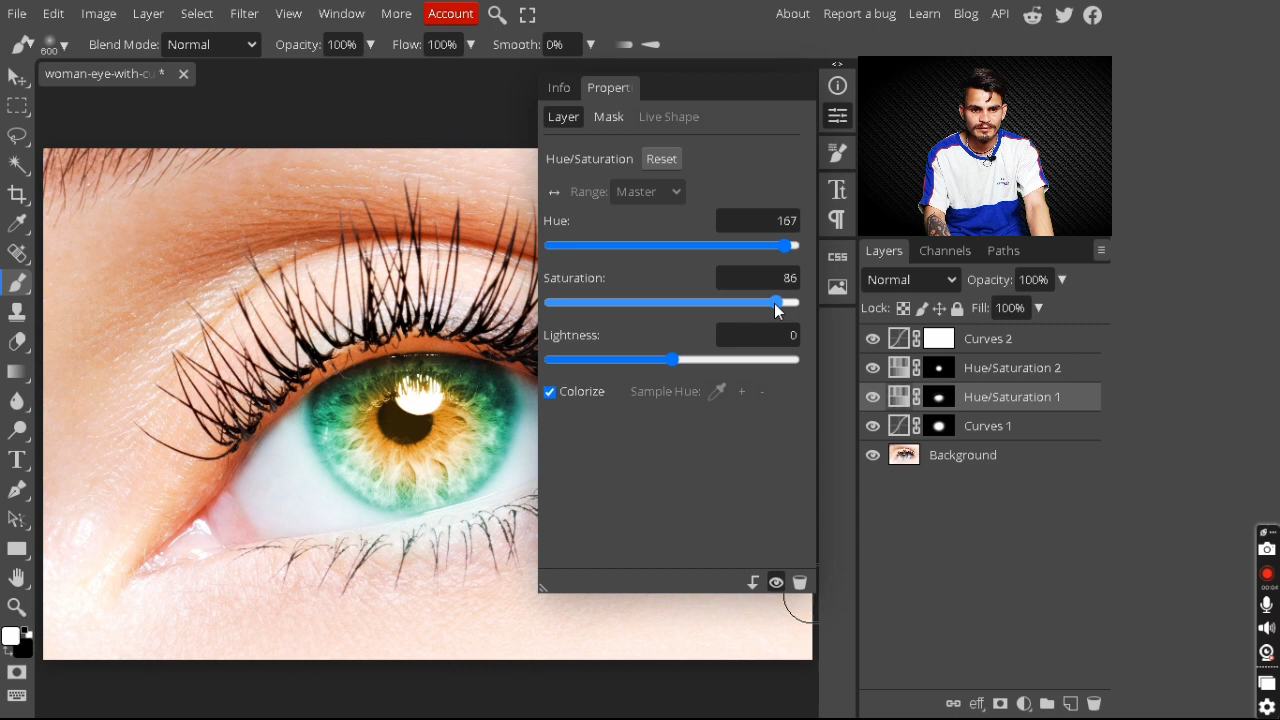 File Edit Image Layer Select Filter View Window More Account About Report a bug Learn Blog API
600 Blend Mode: Normal Opacity: 100% Flow: 100% Smooth: 0%
woman-eye-with-cu *
Info Properti
Layer Mask Live Shape
Hue/Saturation Reset
Range: Master
Hue: 167
Saturation: 86
Lightness: 0
Colorize Sample Hue: + -
CSS
Layers Channels Paths
Normal Opacity: 100%
Lock: Fill: 100%
Curves 2
Hue/Saturation 2
Hue/Saturation 1
Curves 1
Background
eff